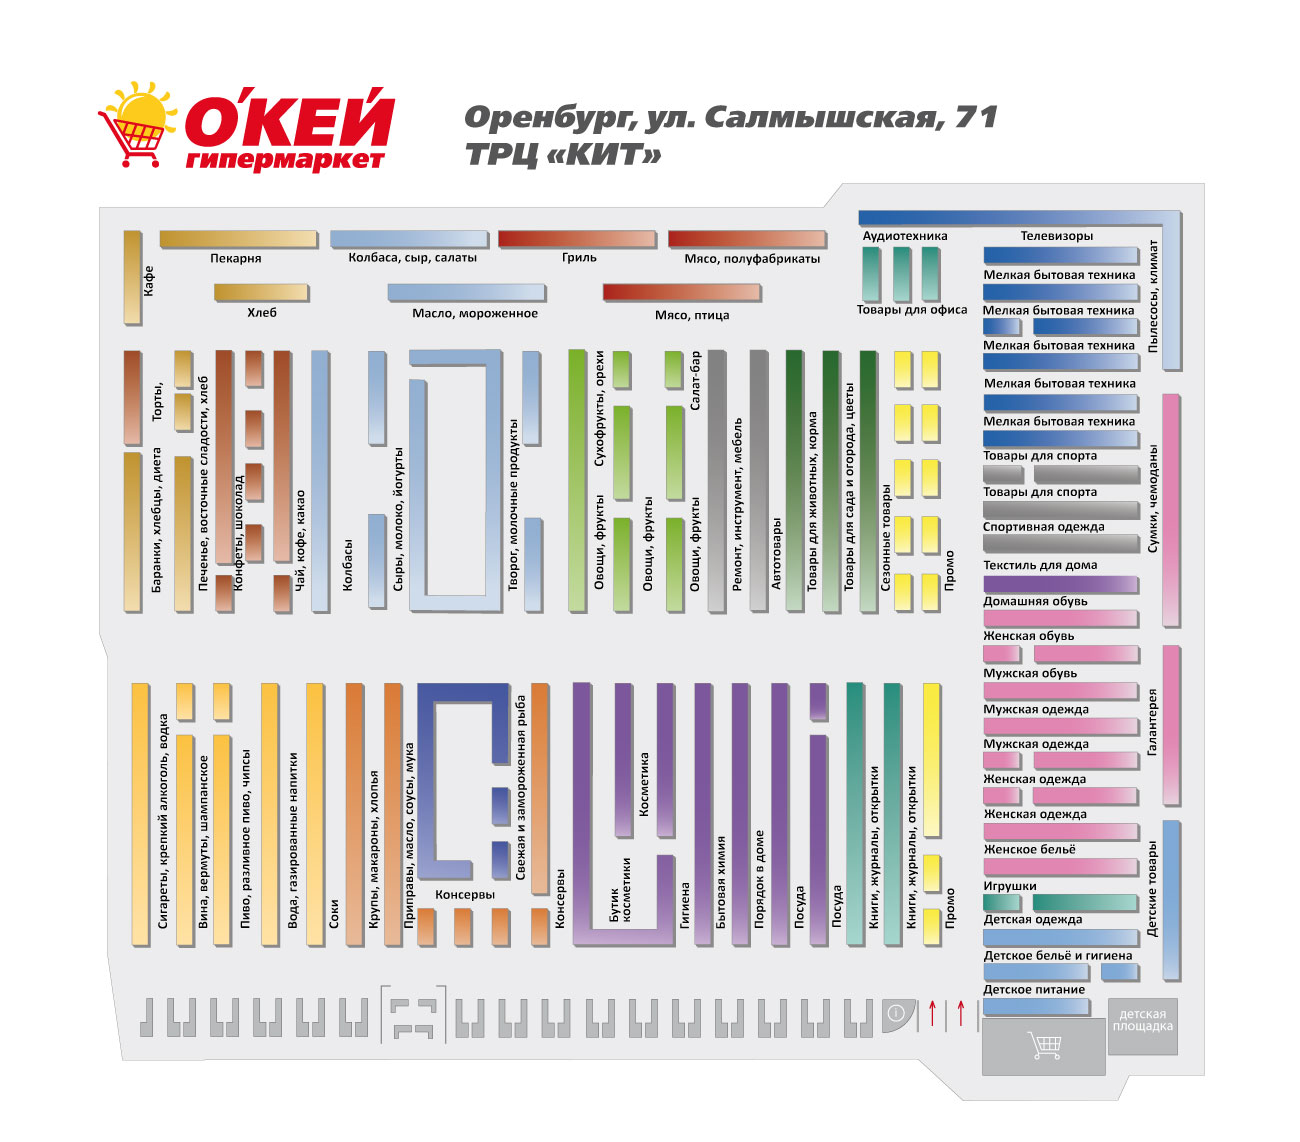 О'КЕЙ
гипермаркет
Оренбург, ул. Салмышская, 71
ТРЦ «КИТ»
Кафе
Пекарня
Колбаса, сыр, салаты
Гриль
Мясо, полуфабрикаты
Хлеб
Масло, мороженное
Мясо, птица
Аудиотехника
Товары для офиса
Телевизоры
Мелкая бытовая техника
Мелкая бытовая техника
Мелкая бытовая техника
Мелкая бытовая техника
Мелкая бытовая техника
Пылесосы, климат
Торты,
Баранки, хлебцы, диета
Печенье, восточные сладости, хлеб
Конфеты, шоколад
Чай, кофе, какао
Колбасы
Сыры, молоко, йогурты
Творог, молочные продукты
Сухофрукты, орехи
Овощи, фрукты
Овощи, фрукты
Салат-бар
Овощи, фрукты
Ремонт, инструмент, мебель
Автотовары
Товары для животных, корма
Товары для сада и огорода, цветы
Сезонные товары
Промо
Товары для спорта
Товары для спорта
Спортивная одежда
Текстиль для дома
Домашняя обувь
Женская обувь
Мужская обувь
Мужская одежда
Мужская одежда
Женская одежда
Женская одежда
Женское бельё
Игрушки
Детская одежда
Детское бельё и гигиена
Детское питание
Сумки, чемоданы
Галантерея
Детские товары
Сигареты, крепкий алкоголь, водка
Вина, вермуты, шампанское
Пиво, разливное пиво, чипсы
Вода, газированные напитки
Соки
Крупы, макароны, хлопья
Приправы, масло, соусы, мука
Консервы
Свежая и замороженная рыба
Консервы
Бутик
косметики
Косметика
Гигиена
Бытовая химия
Порядок в доме
Посуда
Посуда
Книги, журналы, открытки
Книги, журналы, открытки
Промо
i
детская
площадка